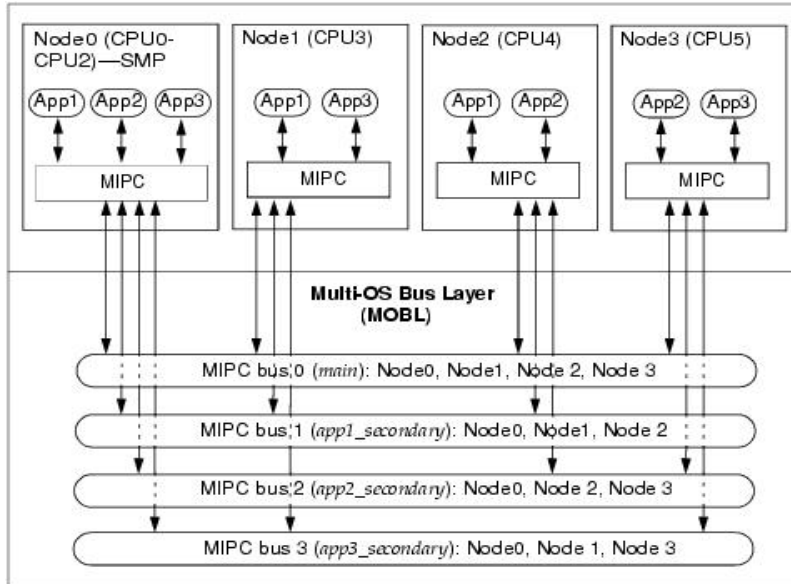 Node0 (CPU0-
CPU2)—SMP
App1 App2 App3
MIPC
Node1 (CPU3)
App1 App3
MIPC
Node2 (CPU4)
App1 App2
MIPC
Node3 (CPU5)
App2 App3
MIPC
Multi-OS Bus Layer
(MOBL)
MIPC bus 0 (main): Node0, Node1, Node 2, Node 3
MIPC bus 1 (app1_secondary): Node0, Node1, Node 2
MIPC bus 2 (app2_secondary): Node0, Node 2, Node 3
MIPC bus 3 (app3_secondary): Node0, Node 1, Node 3